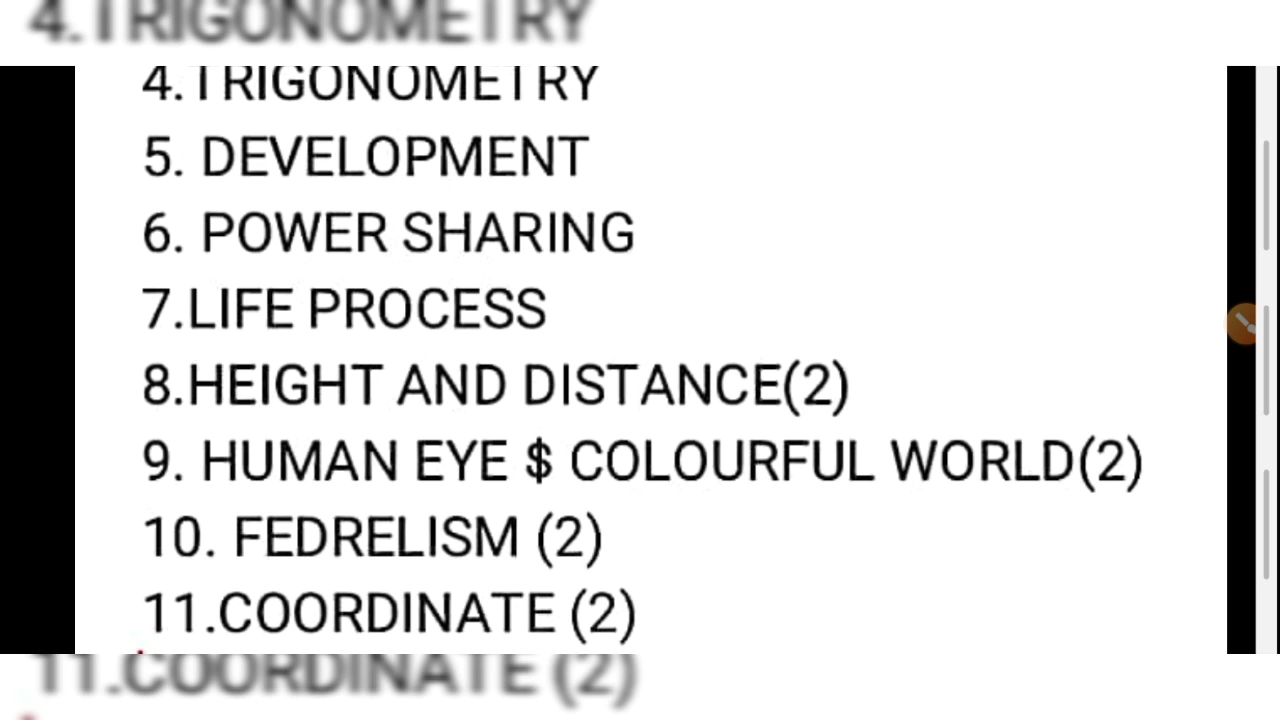 4.TRIGONOMETRY
4.TRIGONOMETRY
5. DEVELOPMENT
6. POWER SHARING
7.LIFE PROCESS
8.HEIGHT AND DISTANCE(2)
9. HUMAN EYE $ COLOURFUL WORLD(2)
10. FEDRELISM (2)
11.COORDINATE (2)
11.COORDINATE (2)